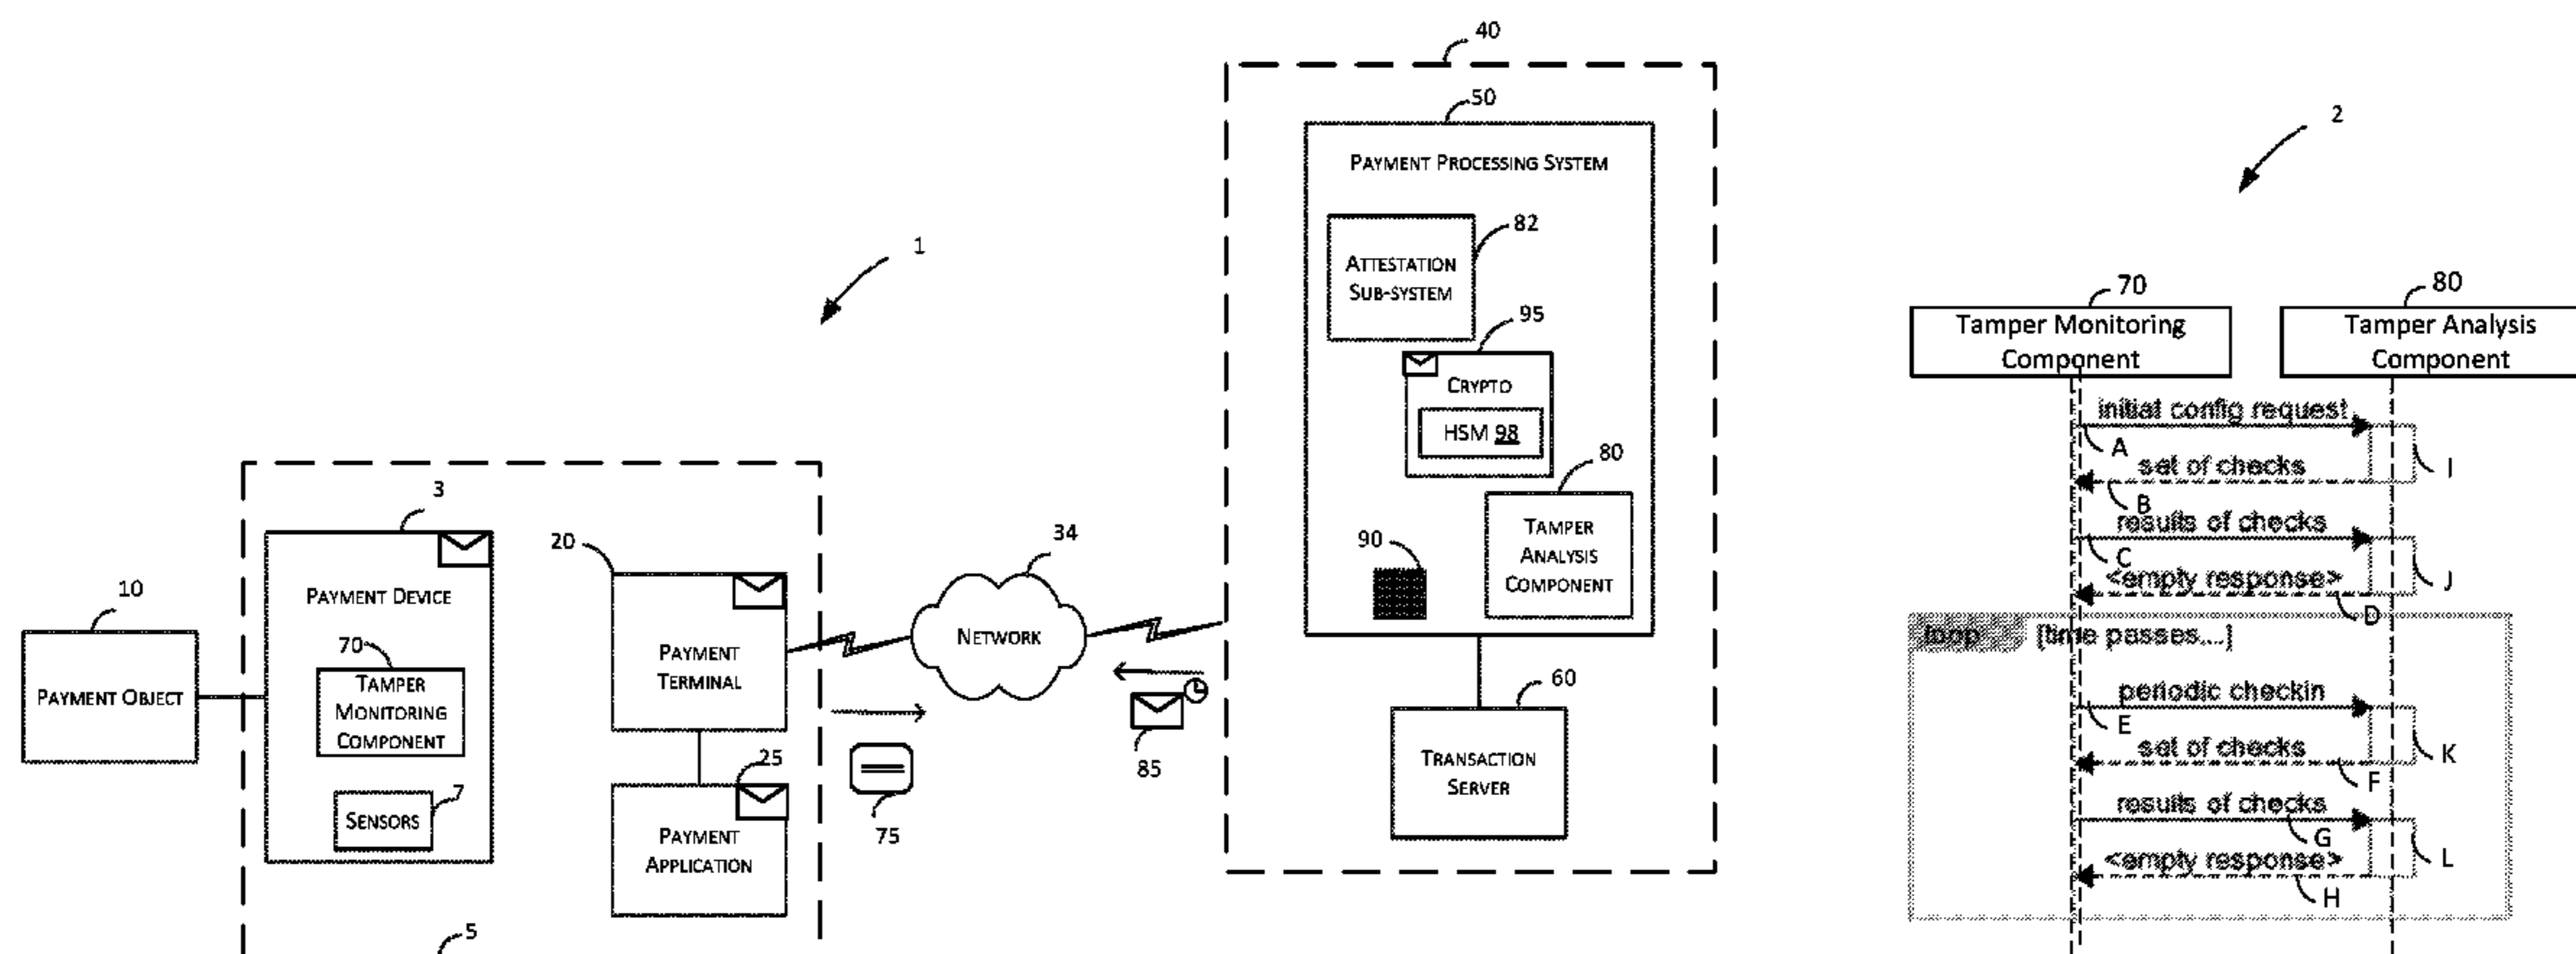 40
50
PAYMENT PROCESSING SYSTEM
82
ATTESTATION
SUB-SYSTEM
95
CRYPTO
HSM 98
80
TAMPER
ANALYSIS
COMPONENT
90
60
TRANSACTION
SERVER
1
3
PAYMENT DEVICE
70
TAMPER
MONITORING
COMPONENT
7
SENSORS
10
PAYMENT OBJECT
20
PAYMENT
TERMINAL
25
PAYMENT
APPLICATION
5
34
NETWORK
75
85
2
70
Tamper Monitoring
Component
80
Tamper Analysis
Component
initial config request
A
set of checks
I
B
results of checks
C
<empty response>
J
D
loop [time passes...]
periodic checkin
E
set of checks
K
F
results of checks
G
<empty response>
L
H